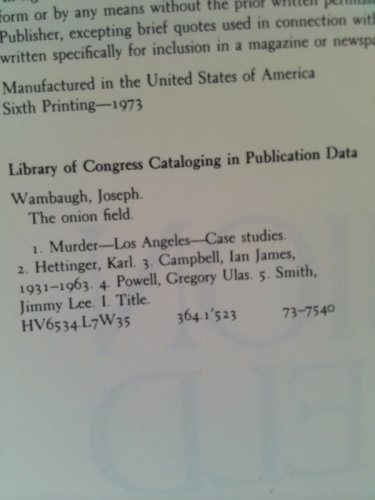 form or by any means without the prior written
Publisher, excepting brief quotes used in connection
written specifically for inclusion in a magazine or
Manufactured in the United States of America
Sixth Printing—1973
Library of Congress Cataloging in Publication Data
Wambaugh, Joseph.
The onion field.
1. Murder—Los Angeles—Case studies.
2. Hettinger, Karl. 3. Campbell, Ian James,
1931–1963. 4. Powell, Gregory Ulas. 5. Smith,
Jimmy Lee. I. Title.
HV6534.L7W35 364.1'523 73-7540